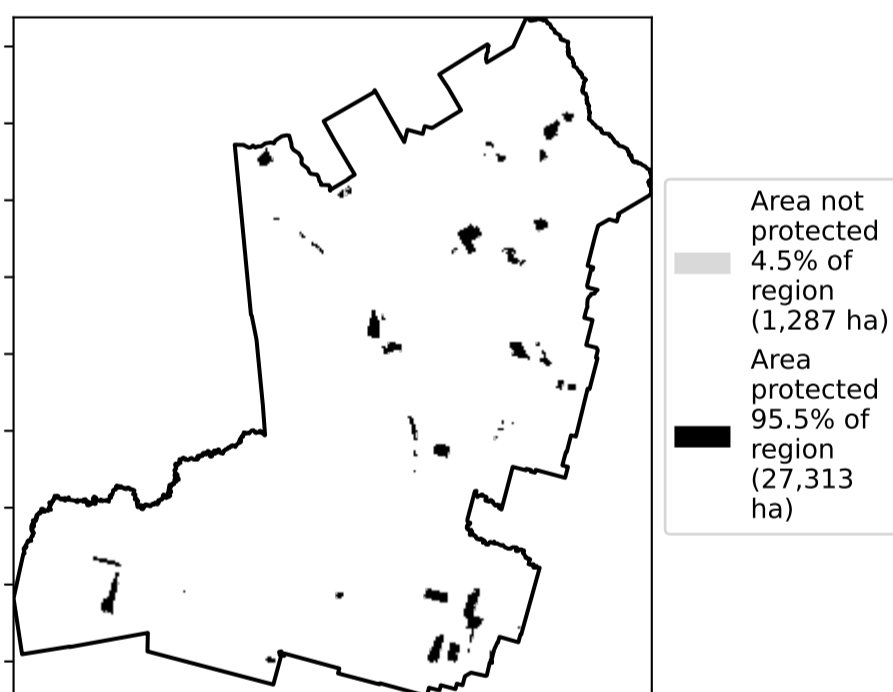 Area not
protected
4.5% of
region
(1,287 ha)
Area
protected
95.5% of
region
(27,313
ha)